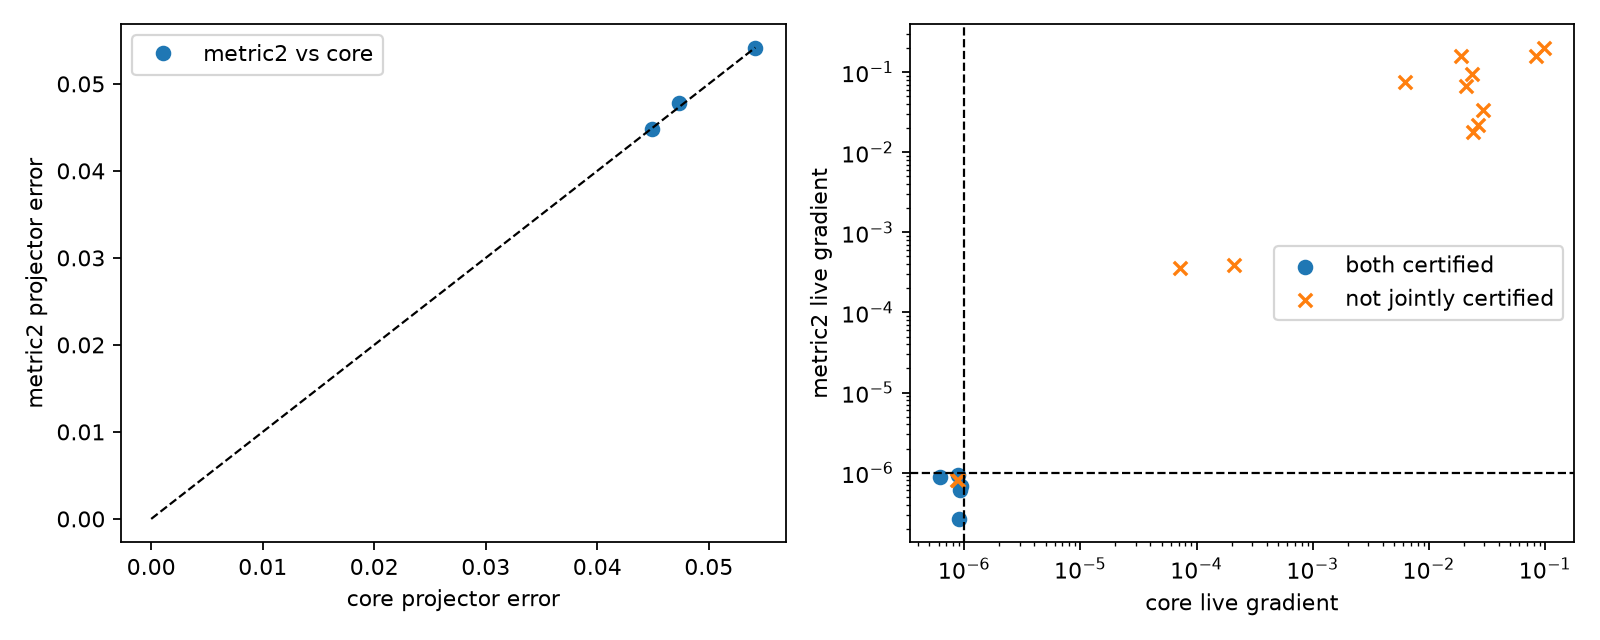 metric2 vs core
0.05
0.04
0.03
0.02
0.01
0.00
metric2 projector error
0.00 0.01 0.02 0.03 0.04 0.05
core projector error
10⁻¹
10⁻²
10⁻³
10⁻⁴
10⁻⁵
10⁻⁶
metric2 live gradient
both certified
not jointly certified
10⁻⁶ 10⁻⁵ 10⁻⁴ 10⁻³ 10⁻² 10⁻¹
core live gradient